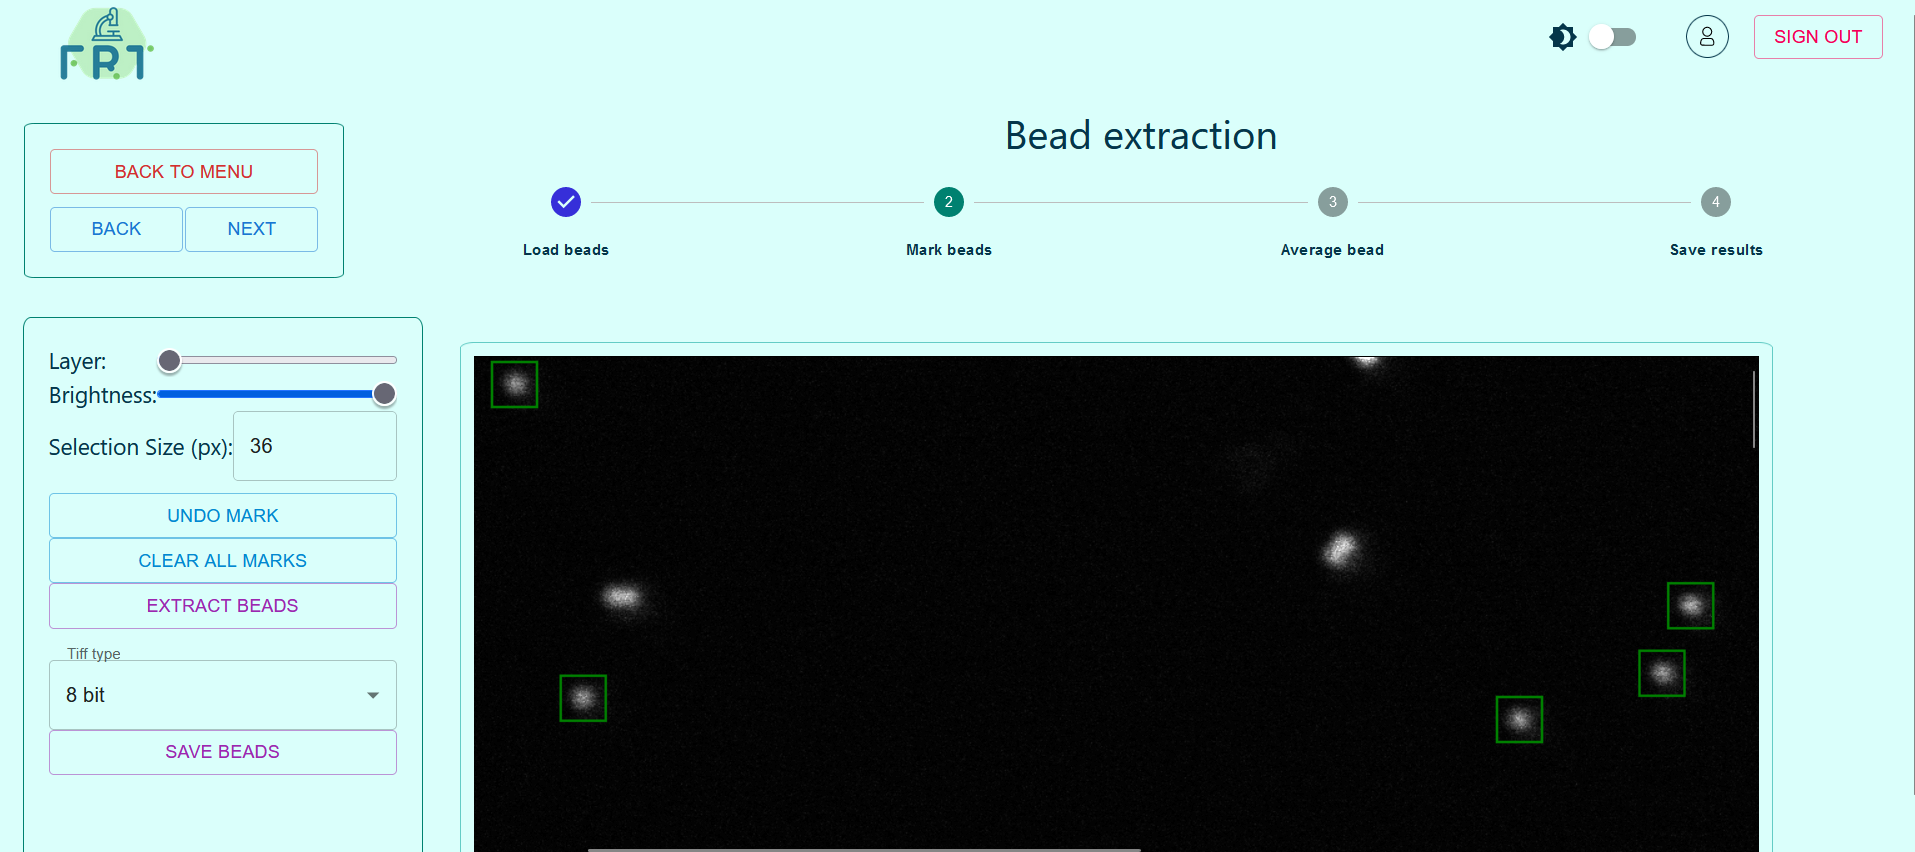 FRT
SIGN OUT
BACK TO MENU
BACK
NEXT
Bead extraction
2
3
4
Load beads
Mark beads
Average bead
Save results
Layer:
Brightness:
Selection Size (px):
36
UNDO MARK
CLEAR ALL MARKS
EXTRACT BEADS
Tiff type
8 bit
SAVE BEADS